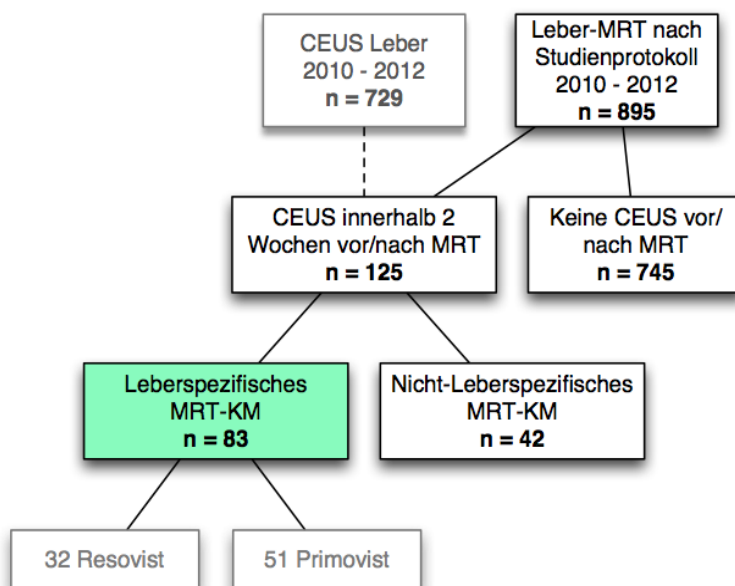 CEUS Leber
2010 - 2012
n = 729
Leber-MRT nach
Studienprotokoll
2010 - 2012
n = 895
CEUS innerhalb 2
Wochen vor/nach MRT
n = 125
Keine CEUS vor/
nach MRT
n = 745
Leberspezifisches
MRT-KM
n = 83
Nicht-Leberspezifisches
MRT-KM
n = 42
32 Resovist
51 Primovist